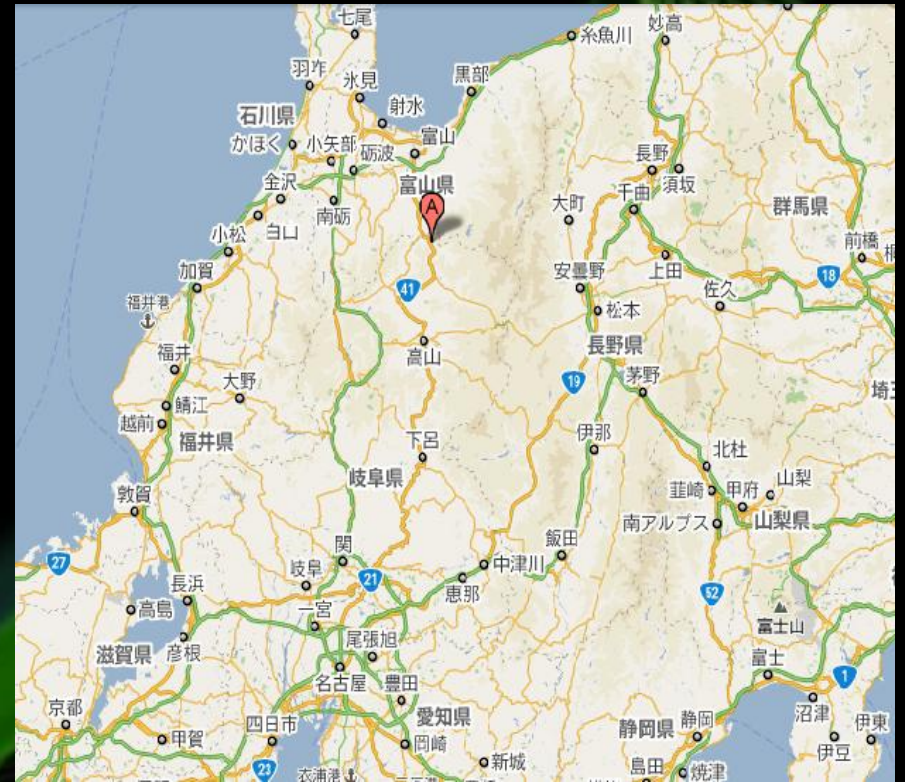 七尾
糸魚川
妙高
羽咋
氷見
黒部
石川県
射水
かほく
小矢部
砺波
富山
長野
須坂
金沢
富山県
千曲
群馬県
南砺
A
大町
白山
小松
前橋
加賀
安曇野
上田
18
佐久
41
福井港
松本
福井
高山
長野県
大野
19
茅野
鯖江
越前
福井県
下呂
伊那
北杜
岐阜県
韮崎
甲府
山梨
敦賀
南アルプス
山梨県
関
飯田
27
岐阜
21
中津川
長浜
恵那
52
高島
一宮
富士山
尾張旭
滋賀県
彦根
富士
名古屋
豊田
1
京都
四日市
愛知県
静岡県
静岡
沼津
伊東
甲賀
岡崎
伊豆
23
衣浦港
新城
島田
焼津